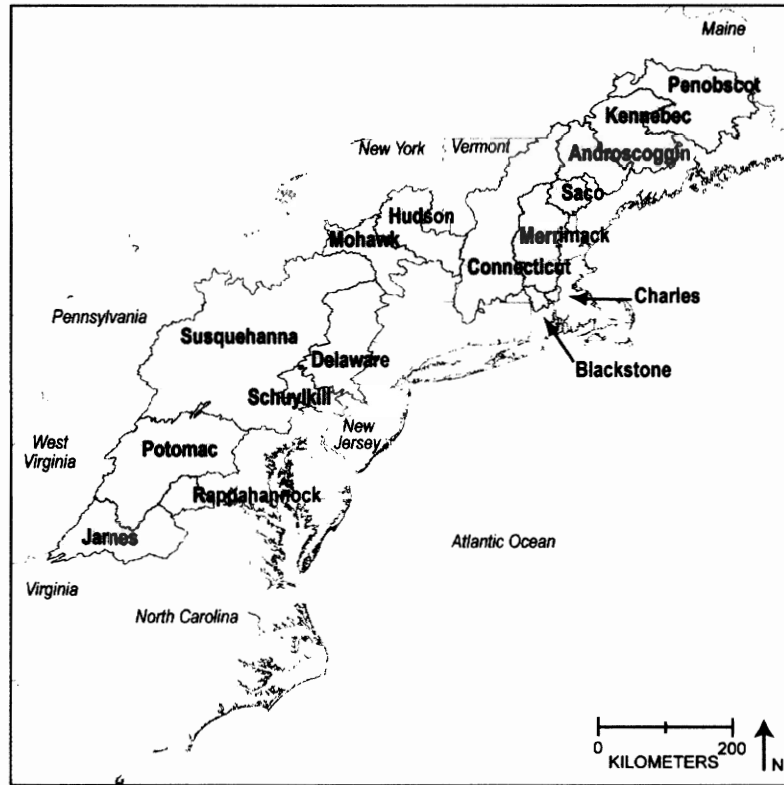 Maine
Penobscot
Kennebec
New York
Vermont
Androscoggin
Saco
Hudson
Mohawk
Merrimack
Connecticut
Charles
Pennsylvania
Susquehanna
Delaware
Blackstone
Schuylkill
New
Jersey
West
Virginia
Potomac
Rappahannock
James
Atlantic Ocean
Virginia
North Carolina
0 200
KILOMETERS
N